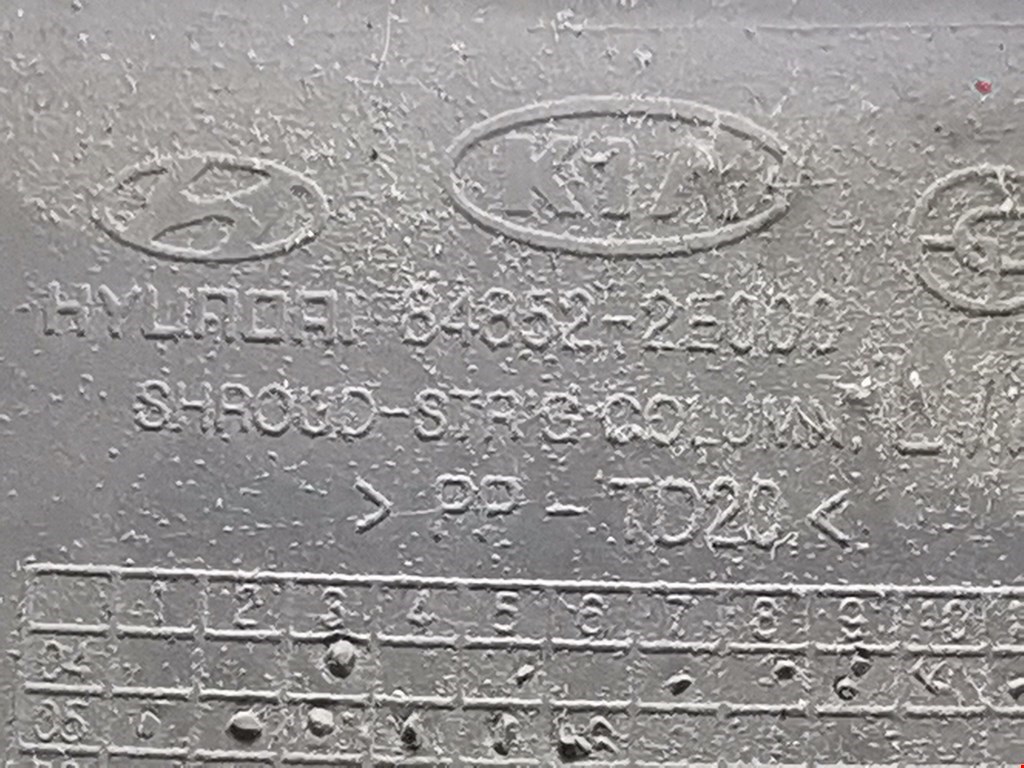 KIA
HYUNDAI 84852-2E000
SHROUD-STR'G COLUMN,
> PP - TD20 <
1 2 3 4 5 6 7 8 9 10
04
05